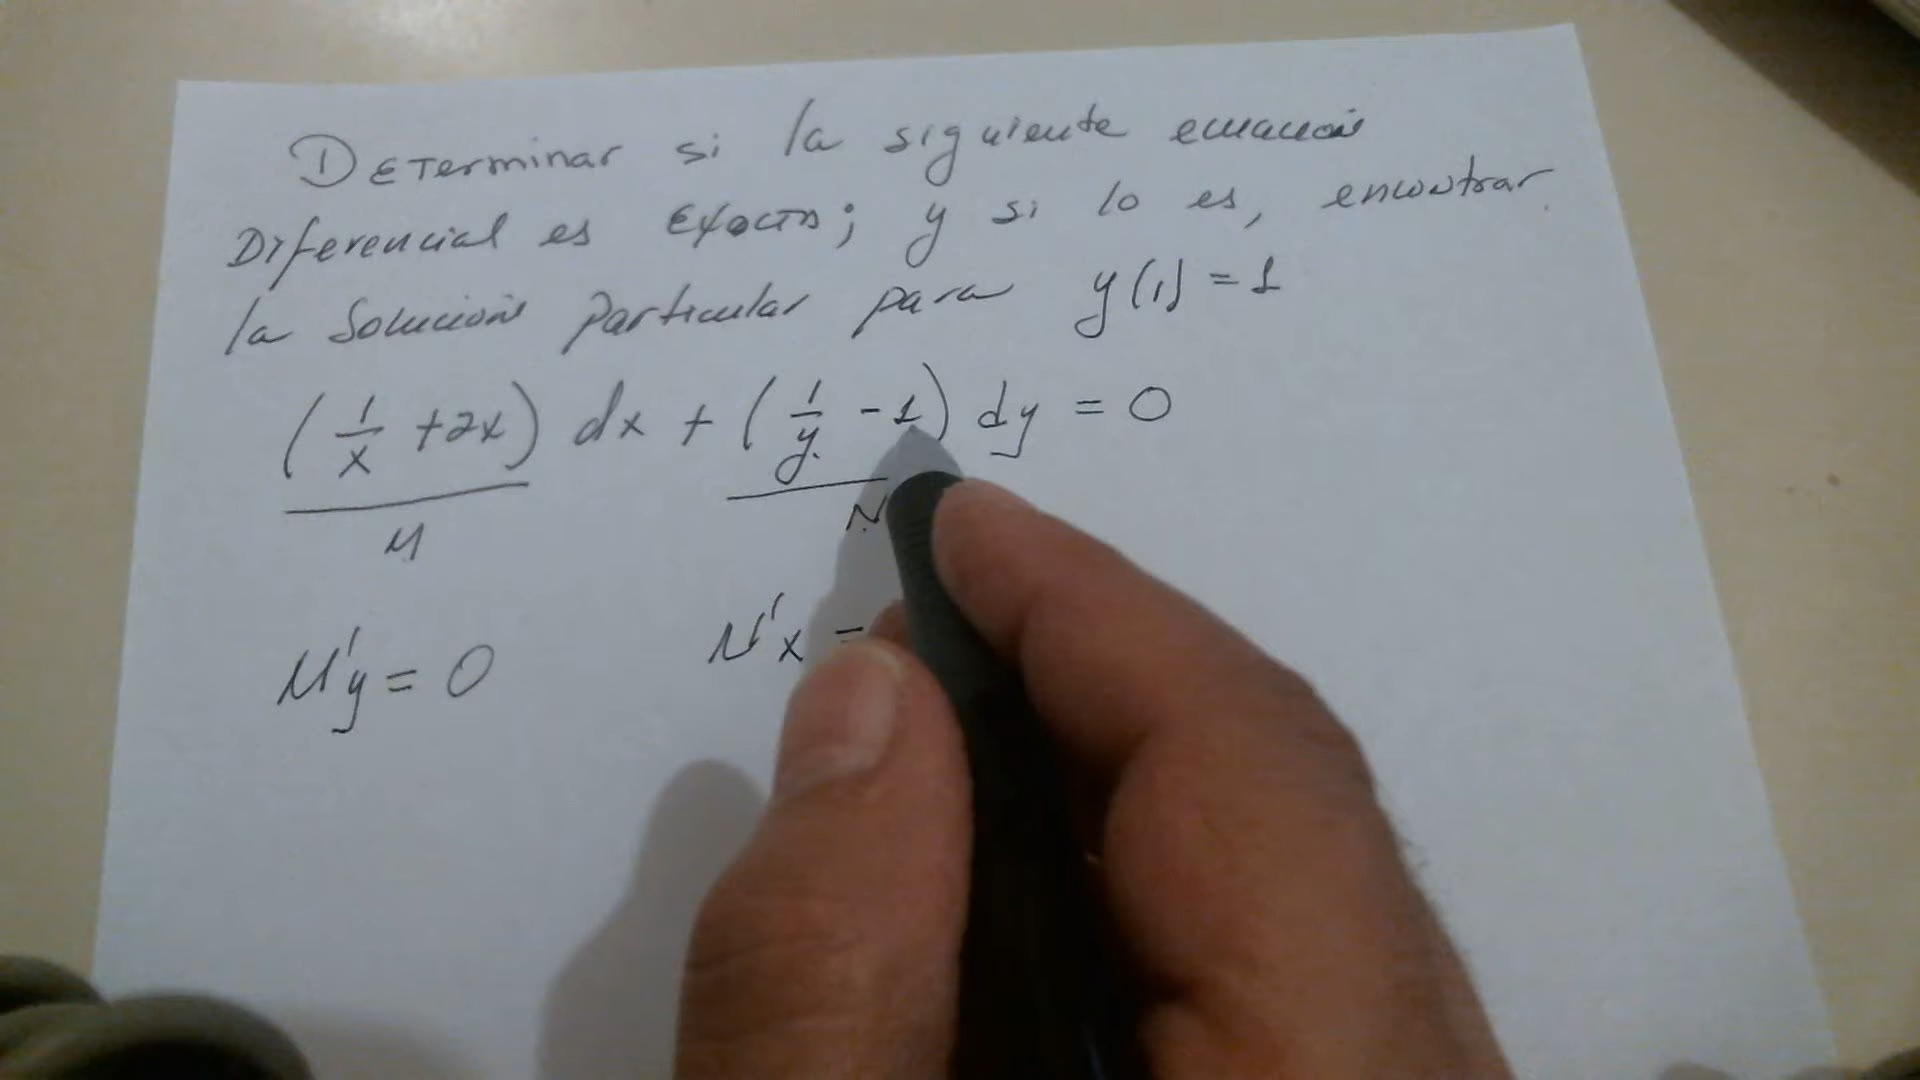 Determinar si la siguiente ecuación
Diferencial es Exacta; y si lo es, encontrar
la Solución Particular para y(1) = 1
(1/x + 2x) dx + (1/y - 1) dy = 0
M N
M'y = 0 N'x =